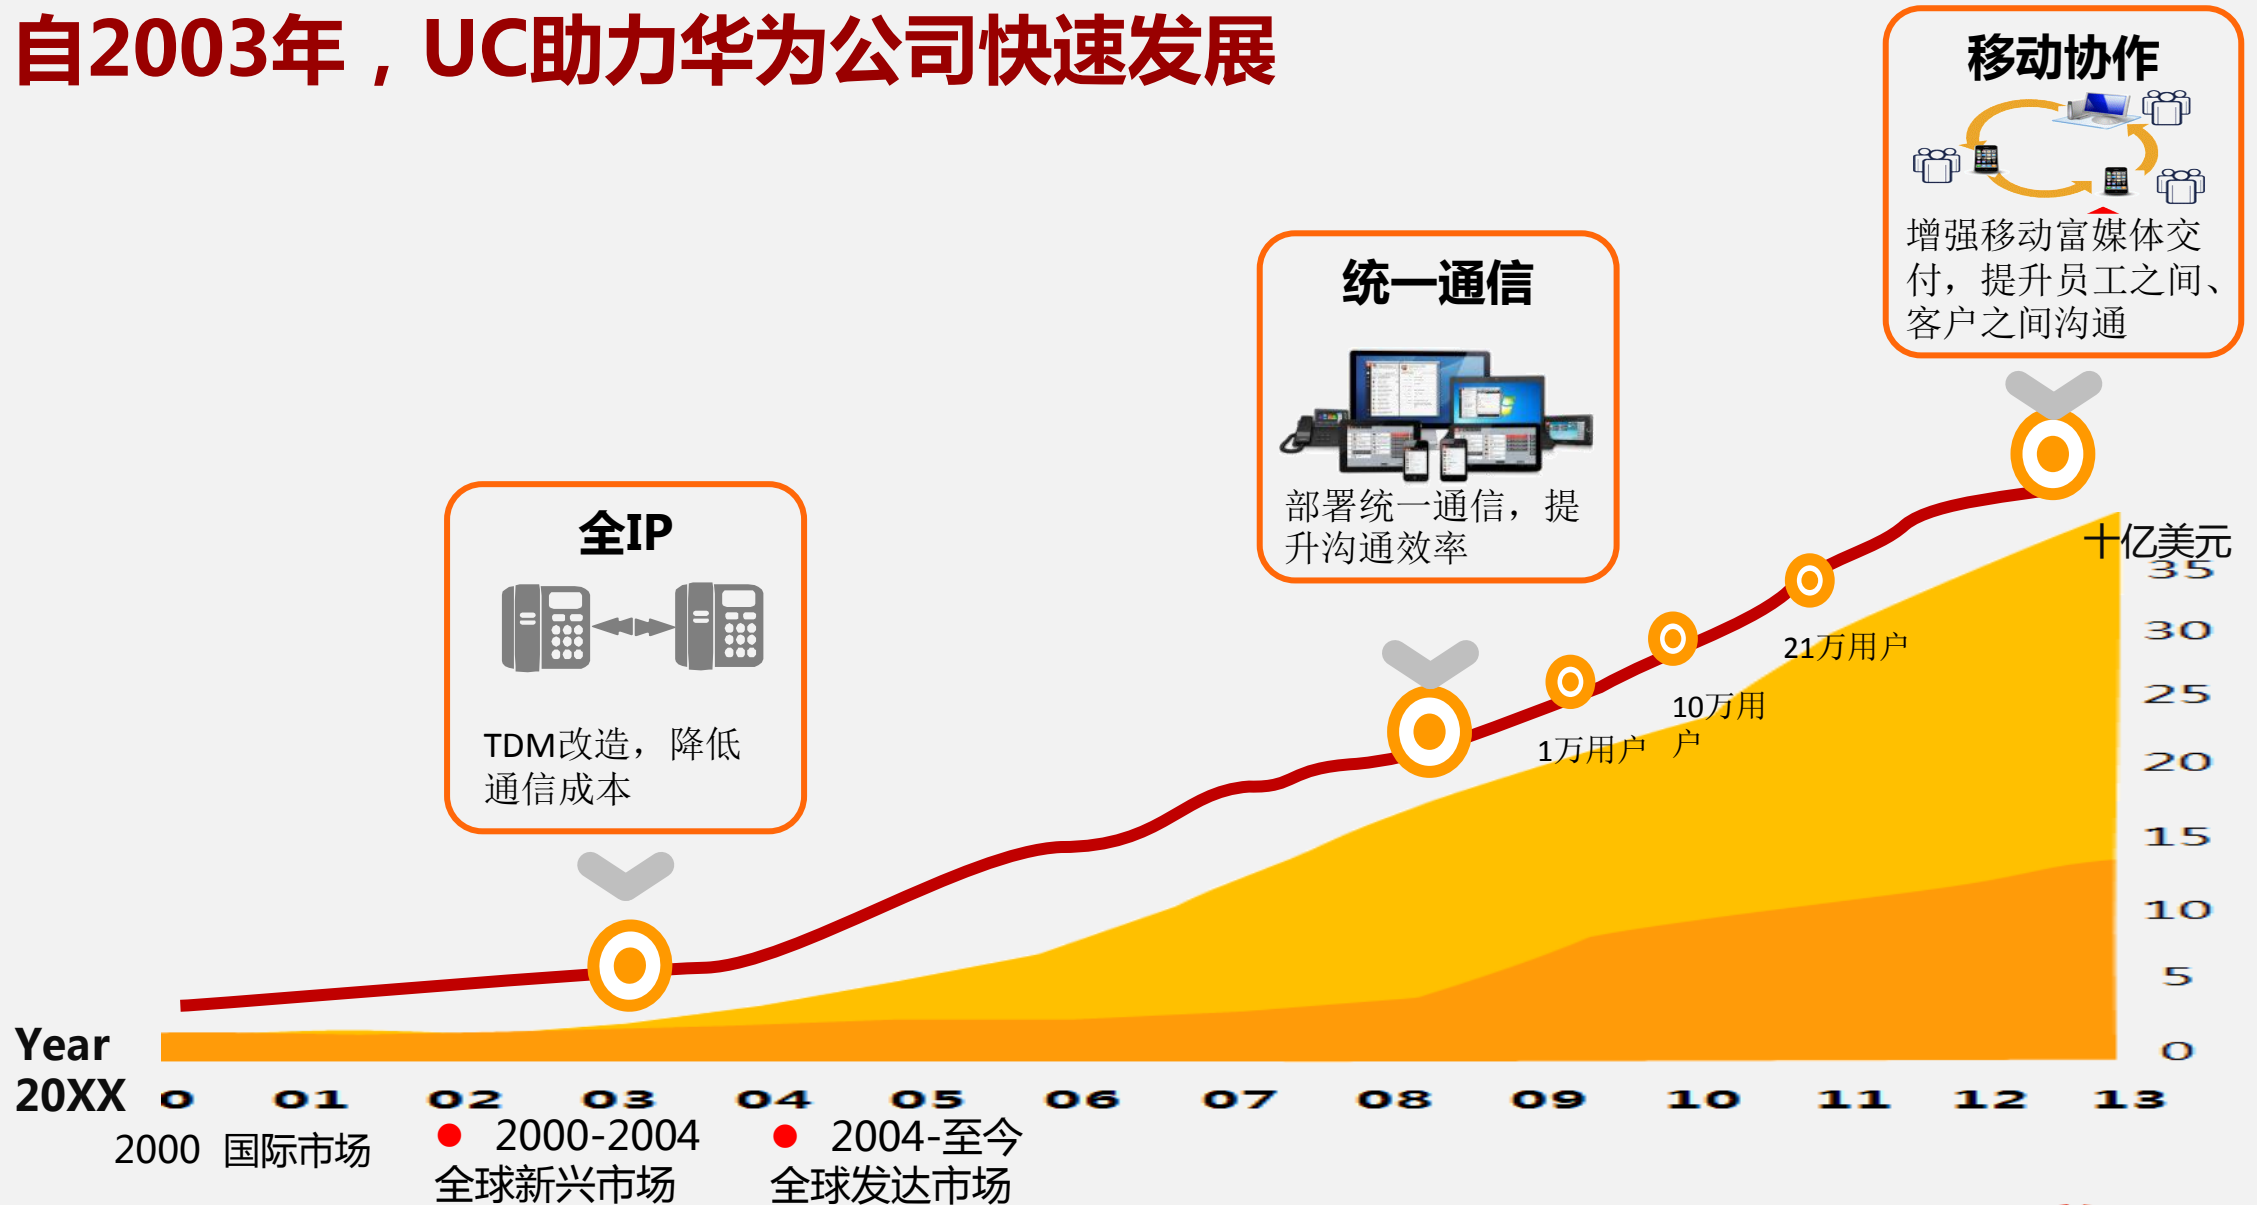 自2003年，UC助力华为公司快速发展
移动协作
增强移动富媒体交
付，提升员工之间、
客户之间沟通
统一通信
部署统一通信，提
升沟通效率
全IP
TDM改造，降低
通信成本
十亿美元
35
30
25
20
15
10
5
0
21万用户
10万用
户
1万用户
Year
20XX
0 01 02 03 04 05 06 07 08 09 10 11 12 13
2000 国际市场
● 2000-2004
全球新兴市场
● 2004-至今
全球发达市场